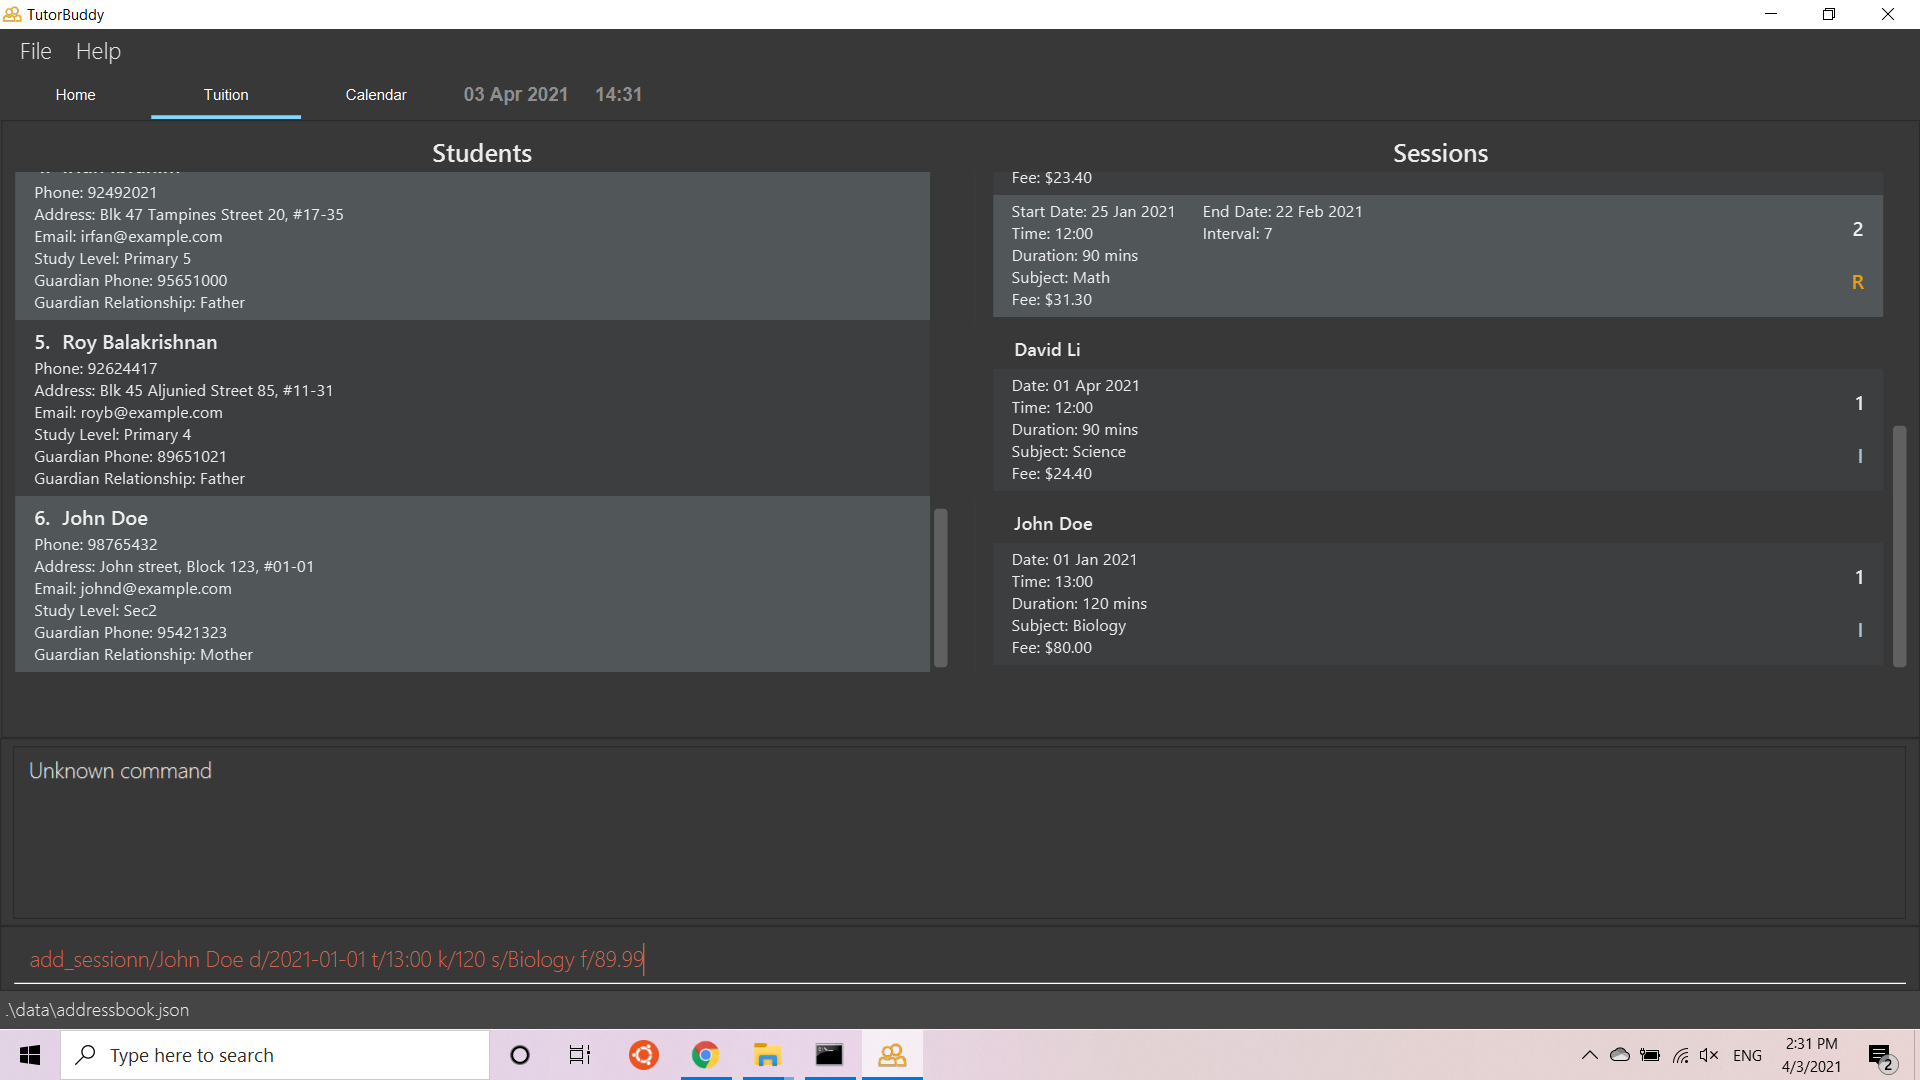 TutorBuddy
File Help
Home Tuition Calendar 03 Apr 2021 14:31
Students
Phone: 92492021
Address: Blk 47 Tampines Street 20, #17-35
Email: irfan@example.com
Study Level: Primary 5
Guardian Phone: 95651000
Guardian Relationship: Father
5. Roy Balakrishnan
Phone: 92624417
Address: Blk 45 Aljunied Street 85, #11-31
Email: royb@example.com
Study Level: Primary 4
Guardian Phone: 89651021
Guardian Relationship: Father
6. John Doe
Phone: 98765432
Address: John street, Block 123, #01-01
Email: johnd@example.com
Study Level: Sec2
Guardian Phone: 95421323
Guardian Relationship: Mother
Sessions
Fee: $23.40
Start Date: 25 Jan 2021 End Date: 22 Feb 2021
Time: 12:00 Interval: 7
2
Duration: 90 mins
Subject: Math
R
Fee: $31.30
David Li
Date: 01 Apr 2021
Time: 12:00
1
Duration: 90 mins
Subject: Science
I
Fee: $24.40
John Doe
Date: 01 Jan 2021
Time: 13:00
1
Duration: 120 mins
Subject: Biology
I
Fee: $80.00
Unknown command
add_sessionn/John Doe d/2021-01-01 t/13:00 k/120 s/Biology f/89.99
.\data\addressbook.json
Type here to search
ENG
2:31 PM
4/3/2021
2